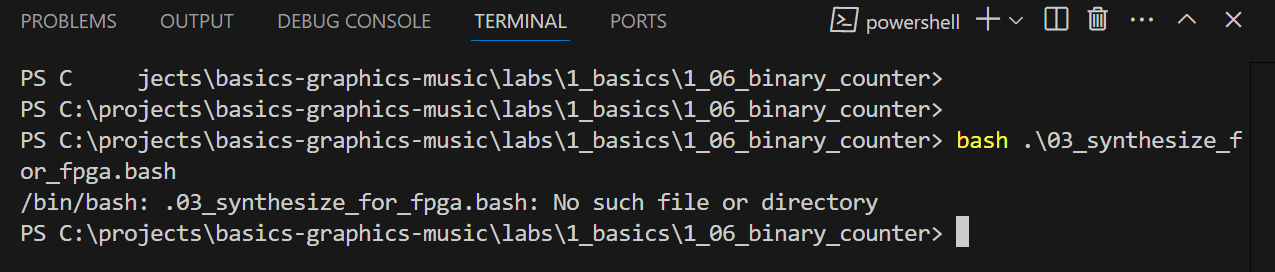 PROBLEMS OUTPUT DEBUG CONSOLE TERMINAL PORTS powershell
PS C jects\basics-graphics-music\labs\1_basics\1_06_binary_counter>
PS C:\projects\basics-graphics-music\labs\1_basics\1_06_binary_counter>
PS C:\projects\basics-graphics-music\labs\1_basics\1_06_binary_counter> bash .\03_synthesize_f
or_fpga.bash
/bin/bash: .03_synthesize_for_fpga.bash: No such file or directory
PS C:\projects\basics-graphics-music\labs\1_basics\1_06_binary_counter>